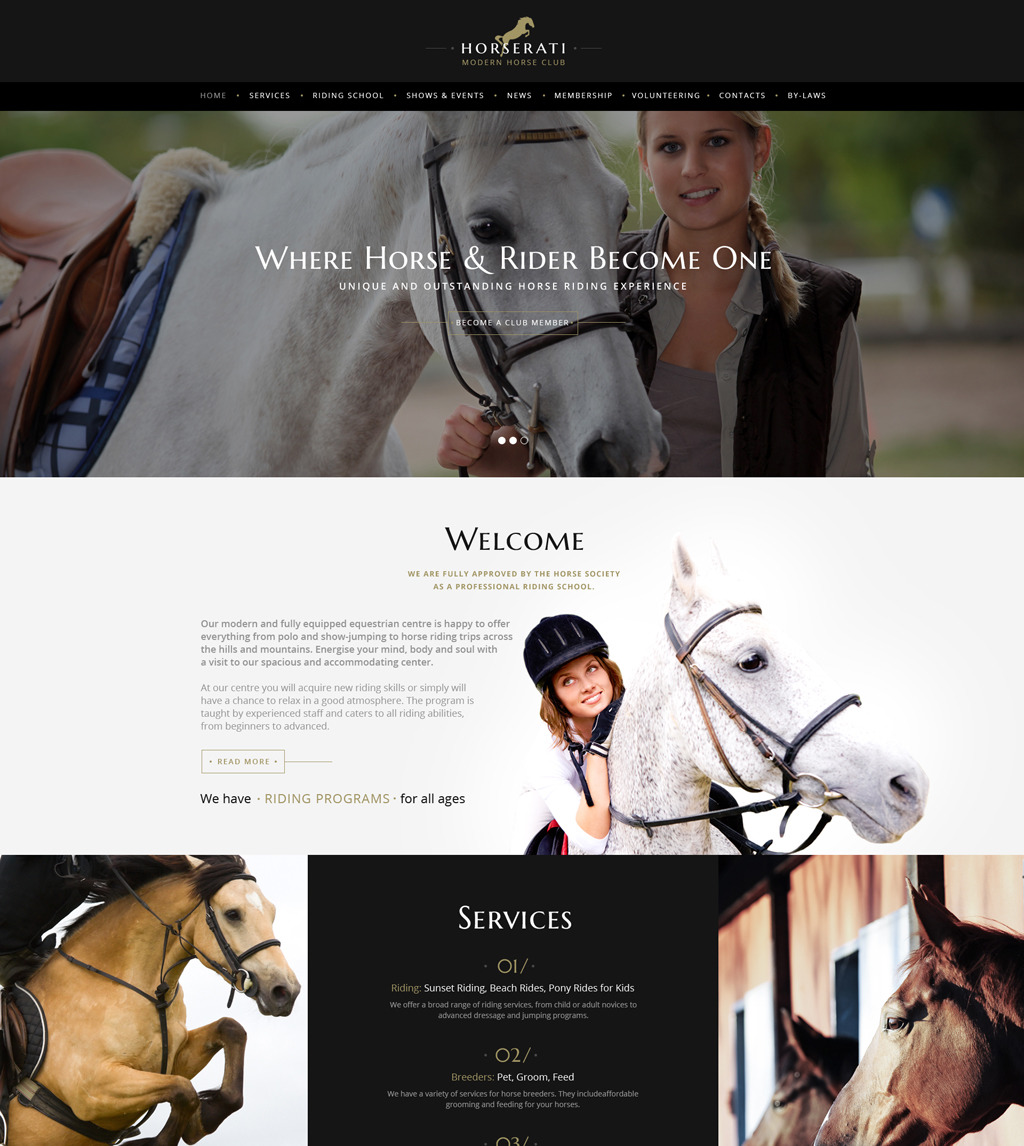 HORSERATI
MODERN HORSE CLUB
HOME • SERVICES • RIDING SCHOOL • SHOWS & EVENTS • NEWS • MEMBERSHIP • VOLUNTEERING • CONTACTS • BY-LAWS
Where Horse & Rider Become One
UNIQUE AND OUTSTANDING HORSE RIDING EXPERIENCE
BECOME A CLUB MEMBER
Welcome
WE ARE FULLY APPROVED BY THE HORSE SOCIETY
AS A PROFESSIONAL RIDING SCHOOL.
Our modern and fully equipped equestrian centre is happy to offer
everything from polo and show-jumping to horse riding trips across
the hills and mountains. Energise your mind, body and soul with
a visit to our spacious and accommodating center.
At our centre you will acquire new riding skills or simply will
have a chance to relax in a good atmosphere. The program is
taught by experienced staff and caters to all riding abilities,
from beginners to advanced.
• READ MORE •
We have • RIDING PROGRAMS • for all ages
Services
• 01/ •
Riding: Sunset Riding, Beach Rides, Pony Rides for Kids
We offer a broad range of riding services, from child or adult novices to
advanced dressage and jumping programs.
• 02/ •
Breeders: Pet, Groom, Feed
We have a variety of services for horse breeders. They includeaffordable
grooming and feeding for your horses.
• 03/ •